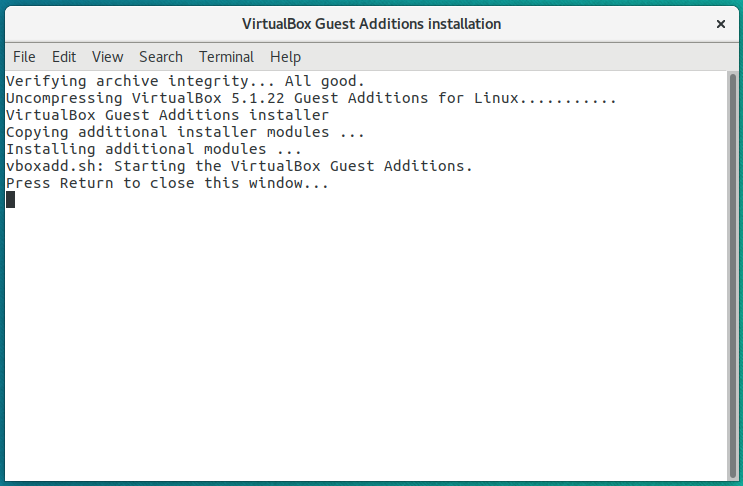 VirtualBox Guest Additions installation
File Edit View Search Terminal Help
Verifying archive integrity... All good.
Uncompressing VirtualBox 5.1.22 Guest Additions for Linux...........
VirtualBox Guest Additions installer
Copying additional installer modules ...
Installing additional modules ...
vboxadd.sh: Starting the VirtualBox Guest Additions.
Press Return to close this window...